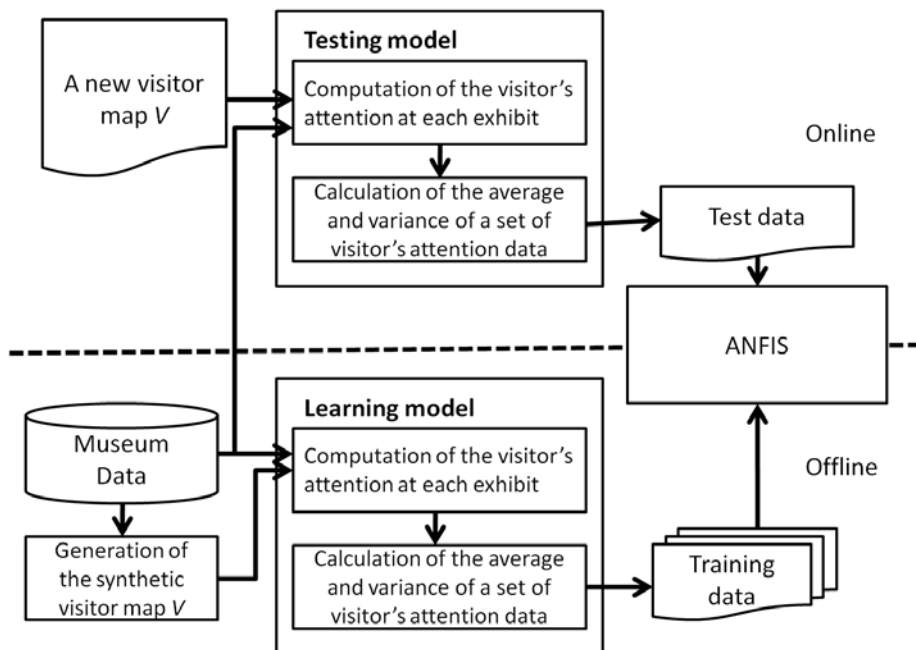 A new visitor
map V
Testing model
Computation of the visitor's
attention at each exhibit
Calculation of the average
and variance of a set of
visitor's attention data
Online
Test data
ANFIS
Museum
Data
Generation of
the synthetic
visitor map V
Learning model
Computation of the visitor's
attention at each exhibit
Calculation of the average
and variance of a set of
visitor's attention data
Offline
Training
data